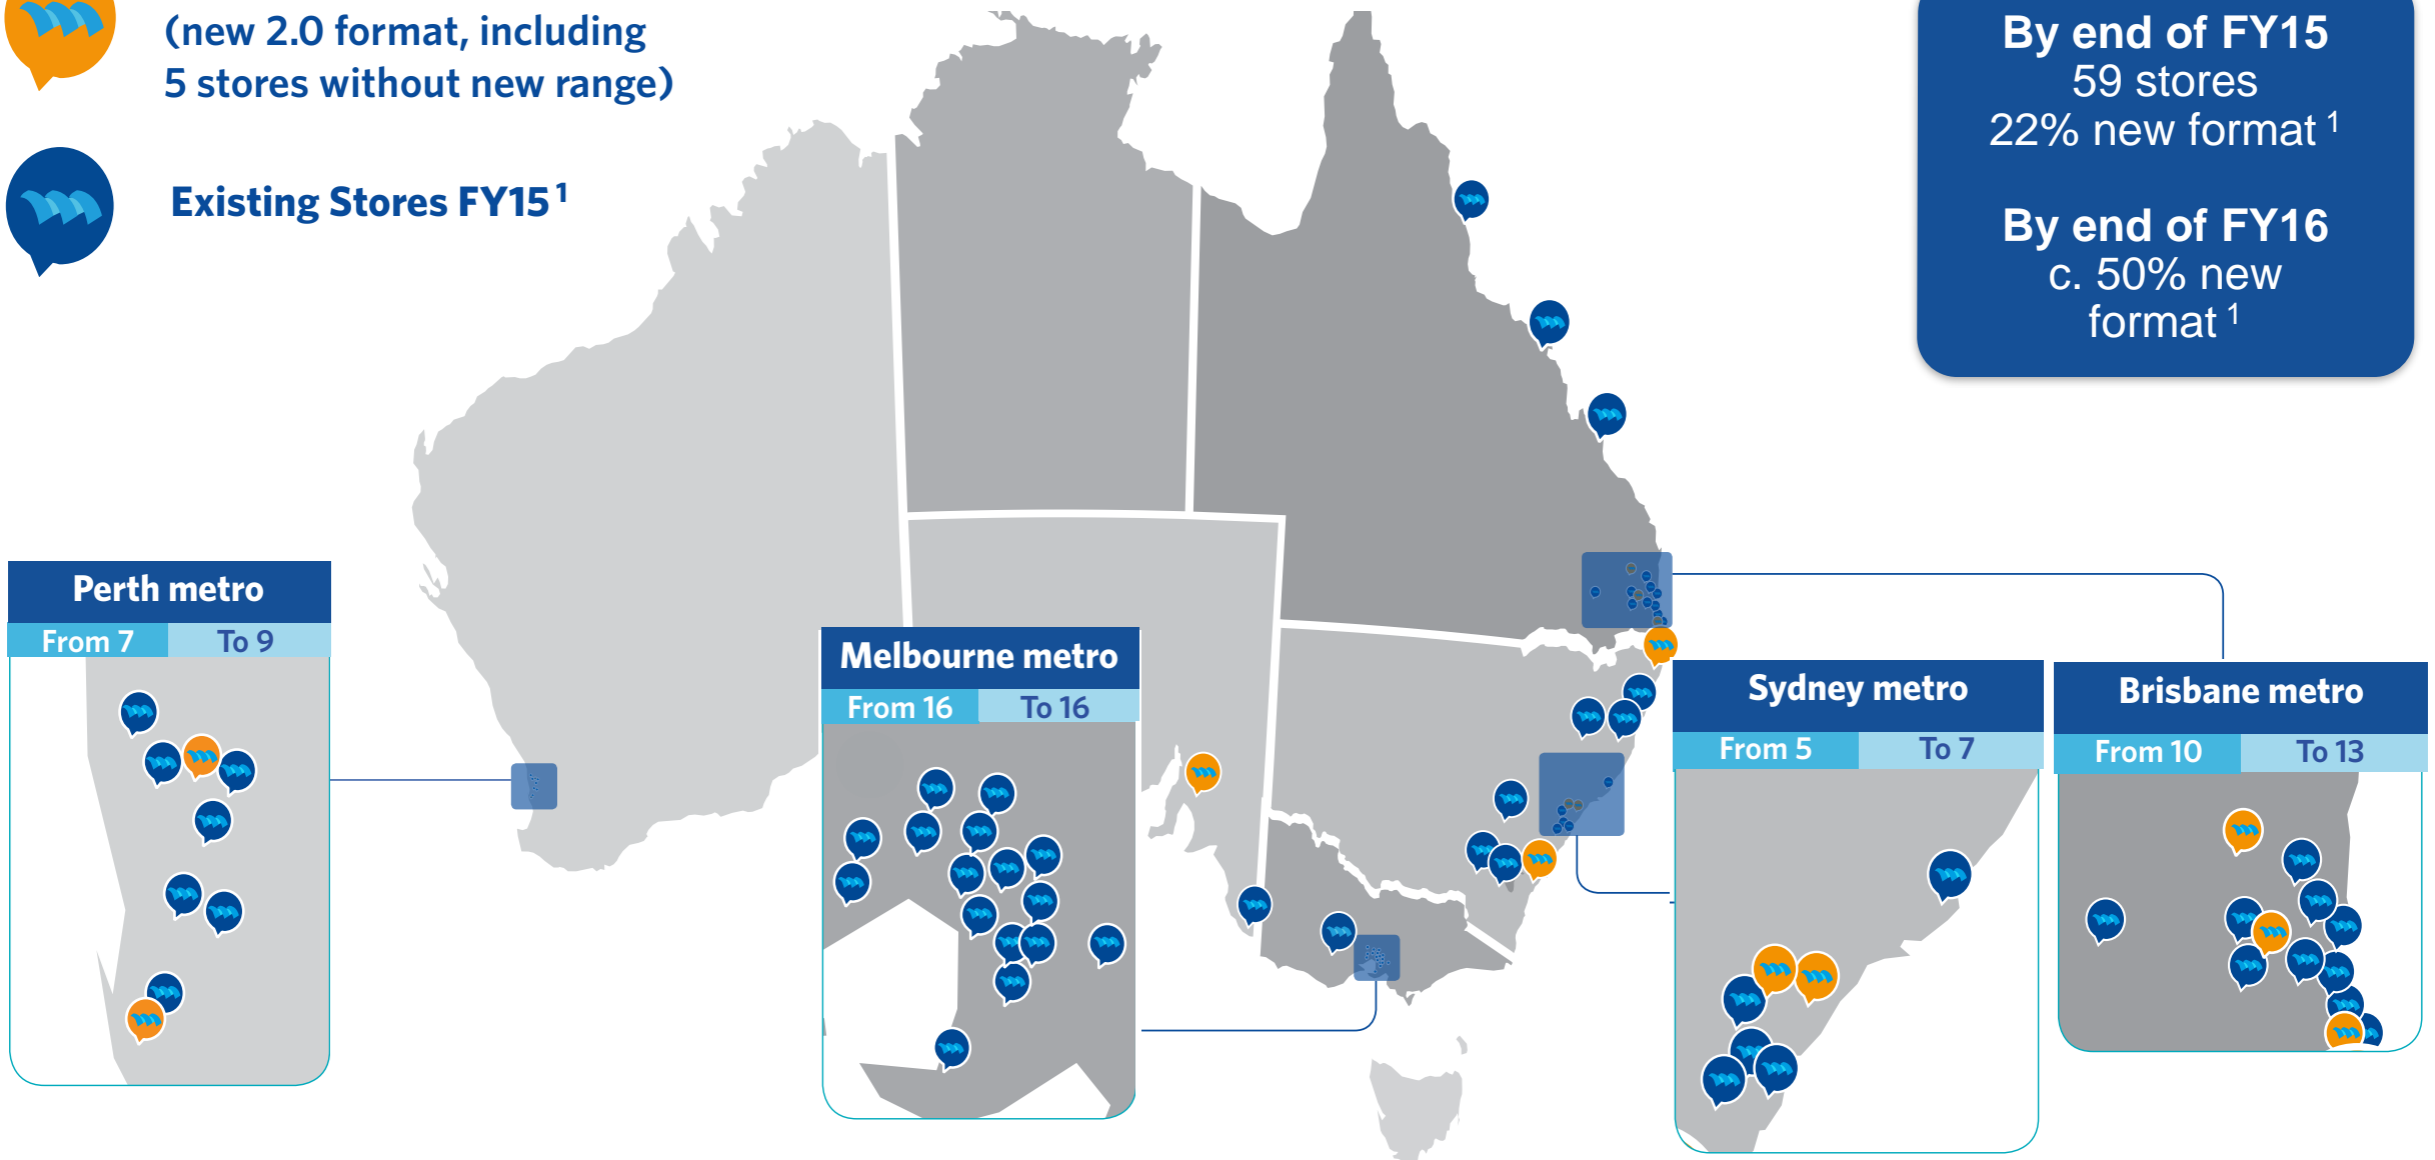 (new 2.0 format, including
5 stores without new range)
Existing Stores FY15 1
By end of FY15
59 stores
22% new format 1
By end of FY16
c. 50% new
format 1
Perth metro
From 7 To 9
Melbourne metro
From 16 To 16
Sydney metro
From 5 To 7
Brisbane metro
From 10 To 13